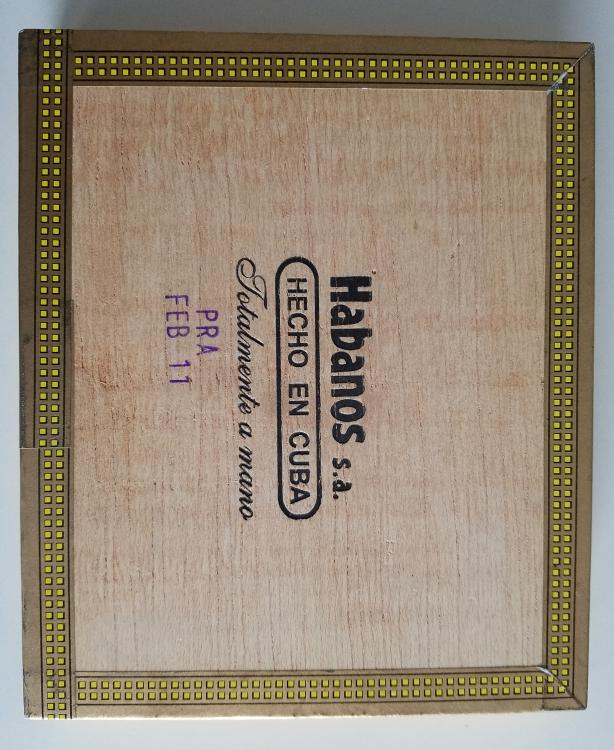 Habanos s.a.
HECHO EN CUBA
Totalmente a mano
PRA
FEB 11